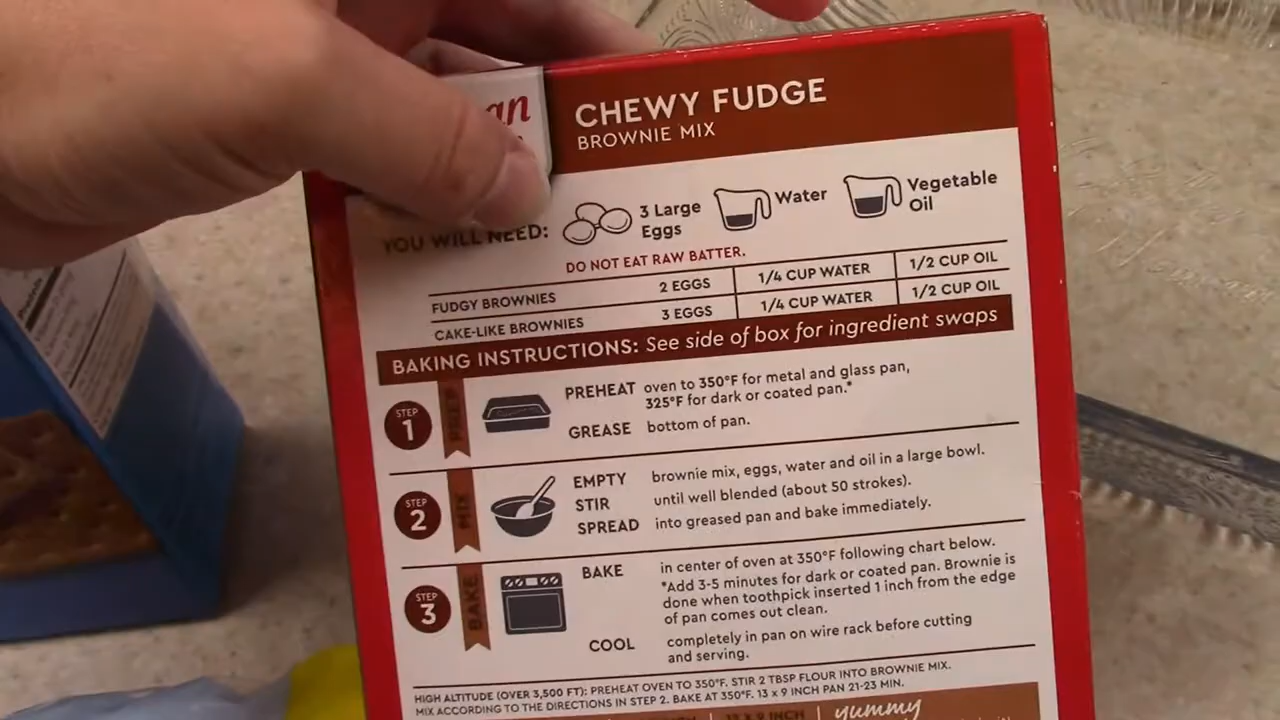 CHEWY FUDGE
BROWNIE MIX
YOU WILL NEED:
3 Large
Eggs
Water
Vegetable
Oil
DO NOT EAT RAW BATTER.
FUDGY BROWNIES 2 EGGS 1/4 CUP WATER 1/2 CUP OIL
CAKE-LIKE BROWNIES 3 EGGS 1/4 CUP WATER 1/2 CUP OIL
BAKING INSTRUCTIONS: See side of box for ingredient swaps
STEP
1
PREP
PREHEAT oven to 350°F for metal and glass pan,
325°F for dark or coated pan.*
GREASE bottom of pan.
STEP
2
MIX
EMPTY brownie mix, eggs, water and oil in a large bowl.
STIR until well blended (about 50 strokes).
SPREAD into greased pan and bake immediately.
STEP
3
BAKE
BAKE in center of oven at 350°F following chart below.
*Add 3-5 minutes for dark or coated pan. Brownie is
done when toothpick inserted 1 inch from the edge
of pan comes out clean.
COOL completely in pan on wire rack before cutting
and serving.
HIGH ALTITUDE (OVER 3,500 FT): PREHEAT OVEN TO 350°F. STIR 2 TBSP FLOUR INTO BROWNIE MIX.
MIX ACCORDING TO THE DIRECTIONS IN STEP 2. BAKE AT 350°F. 13 x 9 INCH PAN 21-23 MIN.
13 x 9 INCH
yummy